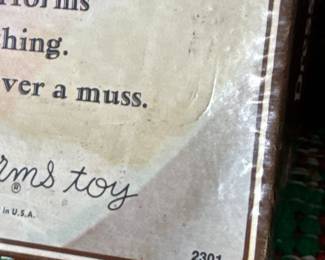 hing.
ver a muss.
rms toy
®
in U.S.A.
2301